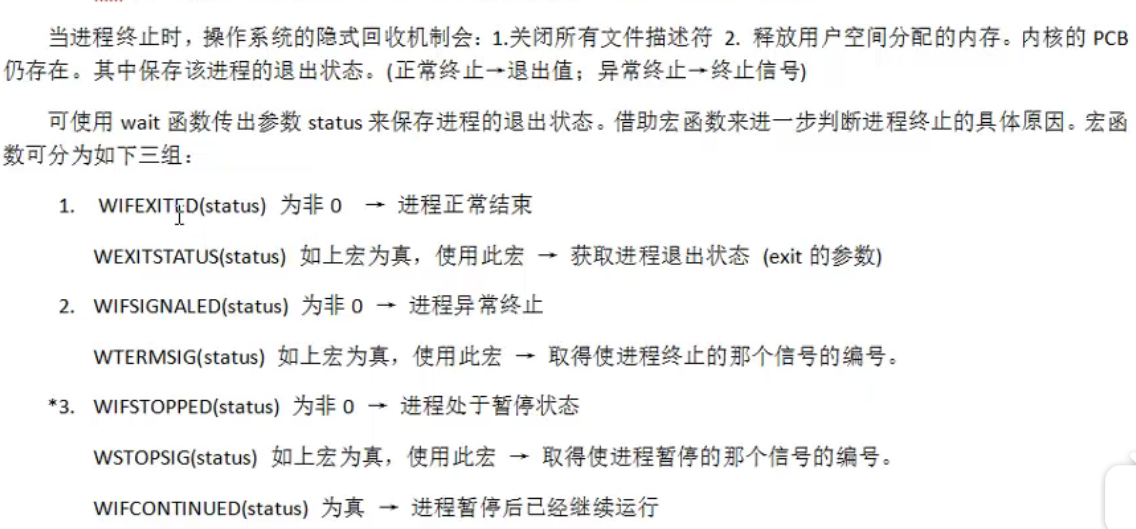 当进程终止时，操作系统的隐式回收机制会：1.关闭所有文件描述符 2. 释放用户空间分配的内存。内核的 PCB
仍存在。其中保存该进程的退出状态。(正常终止→退出值；异常终止→终止信号)
可使用 wait 函数传出参数 status 来保存进程的退出状态。借助宏函数来进一步判断进程终止的具体原因。宏函
数可分为如下三组：
1. WIFEXITED(status) 为非 0 → 进程正常结束
WEXITSTATUS(status) 如上宏为真，使用此宏 → 获取进程退出状态 (exit 的参数)
2. WIFSIGNALED(status) 为非 0 → 进程异常终止
WTERMSIG(status) 如上宏为真，使用此宏 → 取得使进程终止的那个信号的编号。
*3. WIFSTOPPED(status) 为非 0 → 进程处于暂停状态
WSTOPSIG(status) 如上宏为真，使用此宏 → 取得使进程暂停的那个信号的编号。
WIFCONTINUED(status) 为真 → 进程暂停后已经继续运行